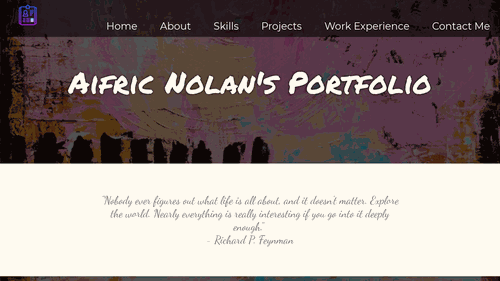 Home About Skills Projects Work Experience Contact Me
Aifric Nolan's Portfolio
"Nobody ever figures out what life is all about, and it doesn't matter. Explore
the world. Nearly everything is really interesting if you go into it deeply
enough."
- Richard P. Feynman